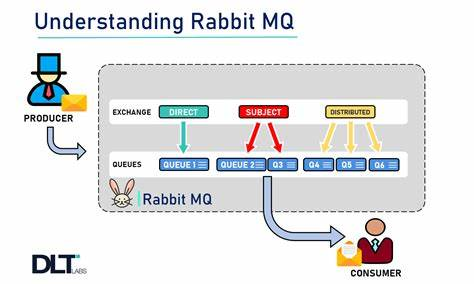 Understanding Rabbit MQ
PRODUCER
EXCHANGE DIRECT SUBJECT DISTRIBUTED
QUEUES QUEUE 1 QUEUE 2 Q3 Q4 Q5 Q6
Rabbit MQ
DLT LABS
CONSUMER